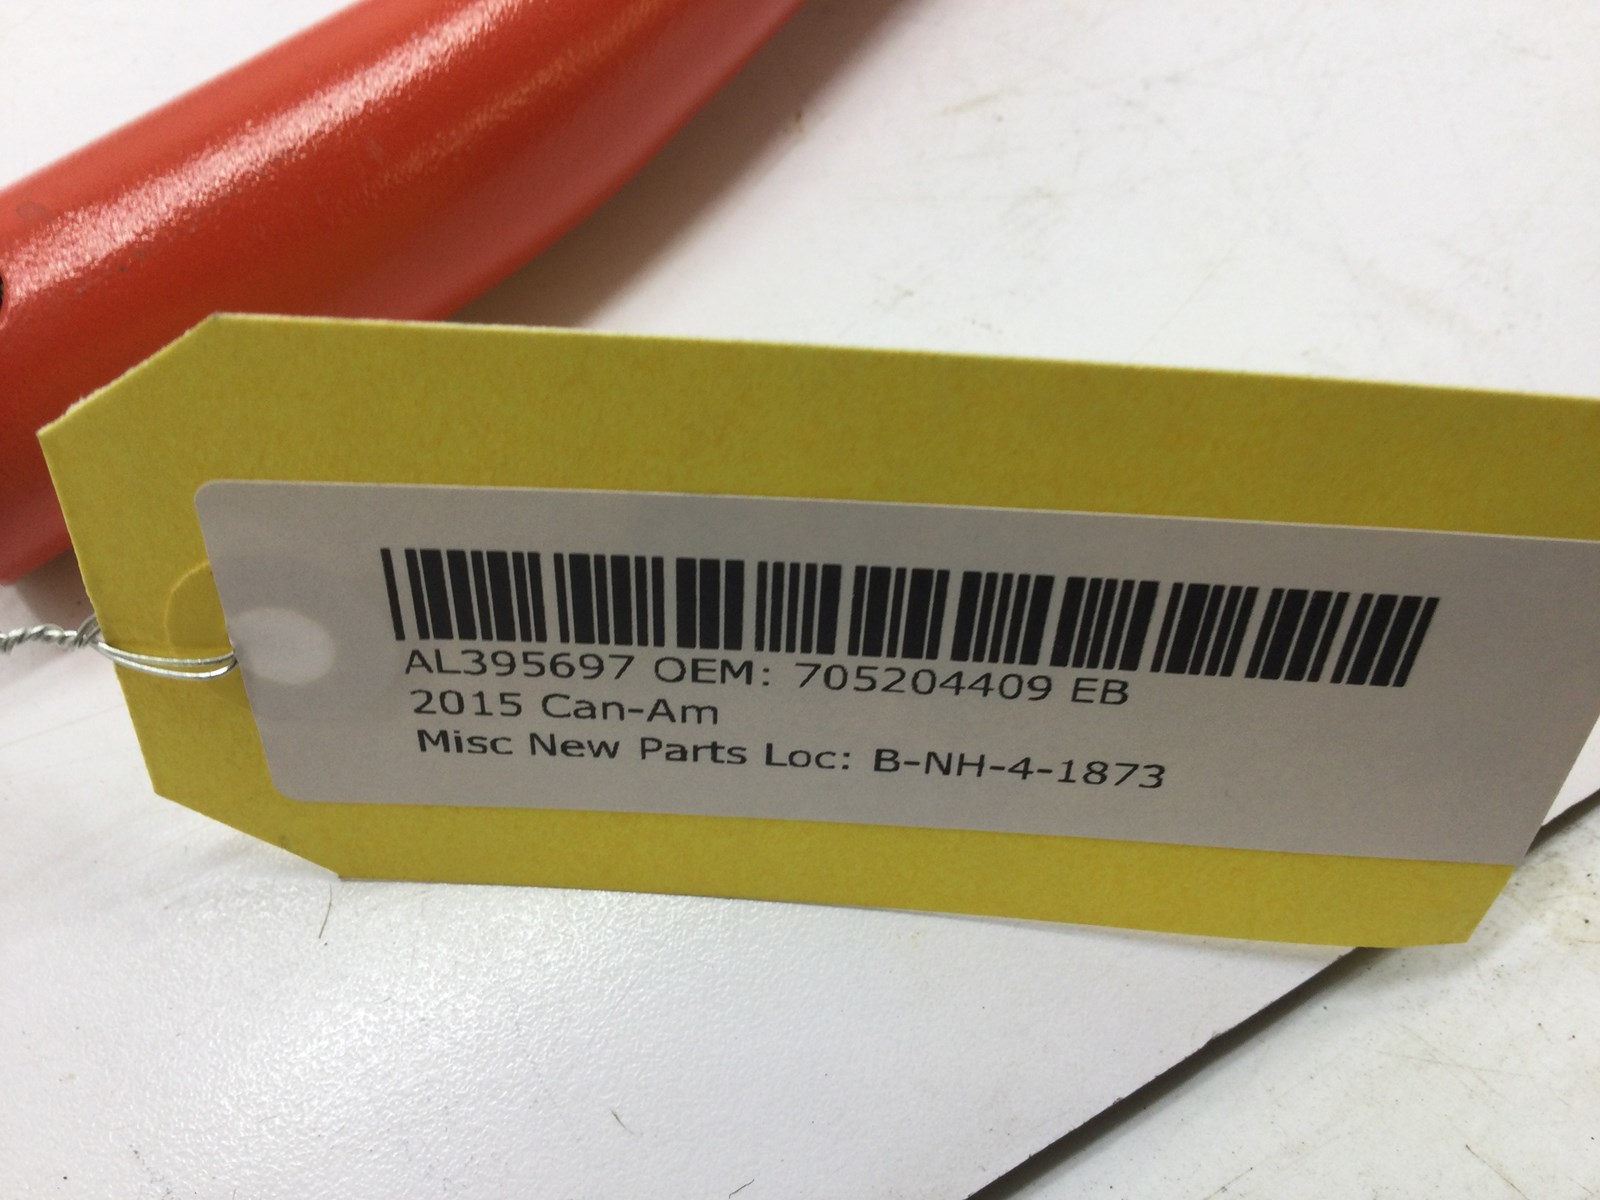 AL395697 OEM: 705204409 EB
2015 Can-Am
Misc New Parts Loc: B-NH-4-1873